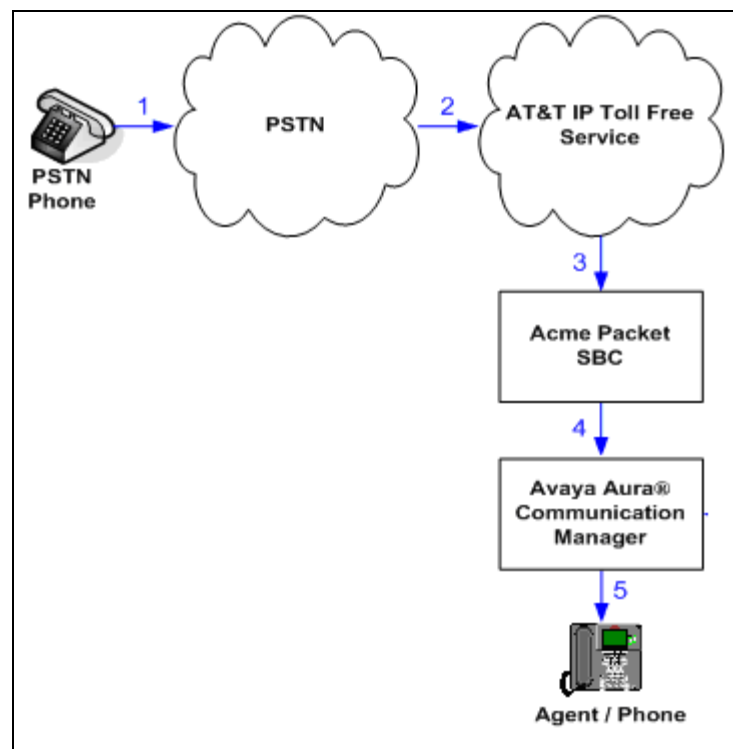 1
2
PSTN
AT&T IP Toll Free
Service
PSTN
Phone
3
Acme Packet
SBC
4
Avaya Aura®
Communication
Manager
5
Agent / Phone